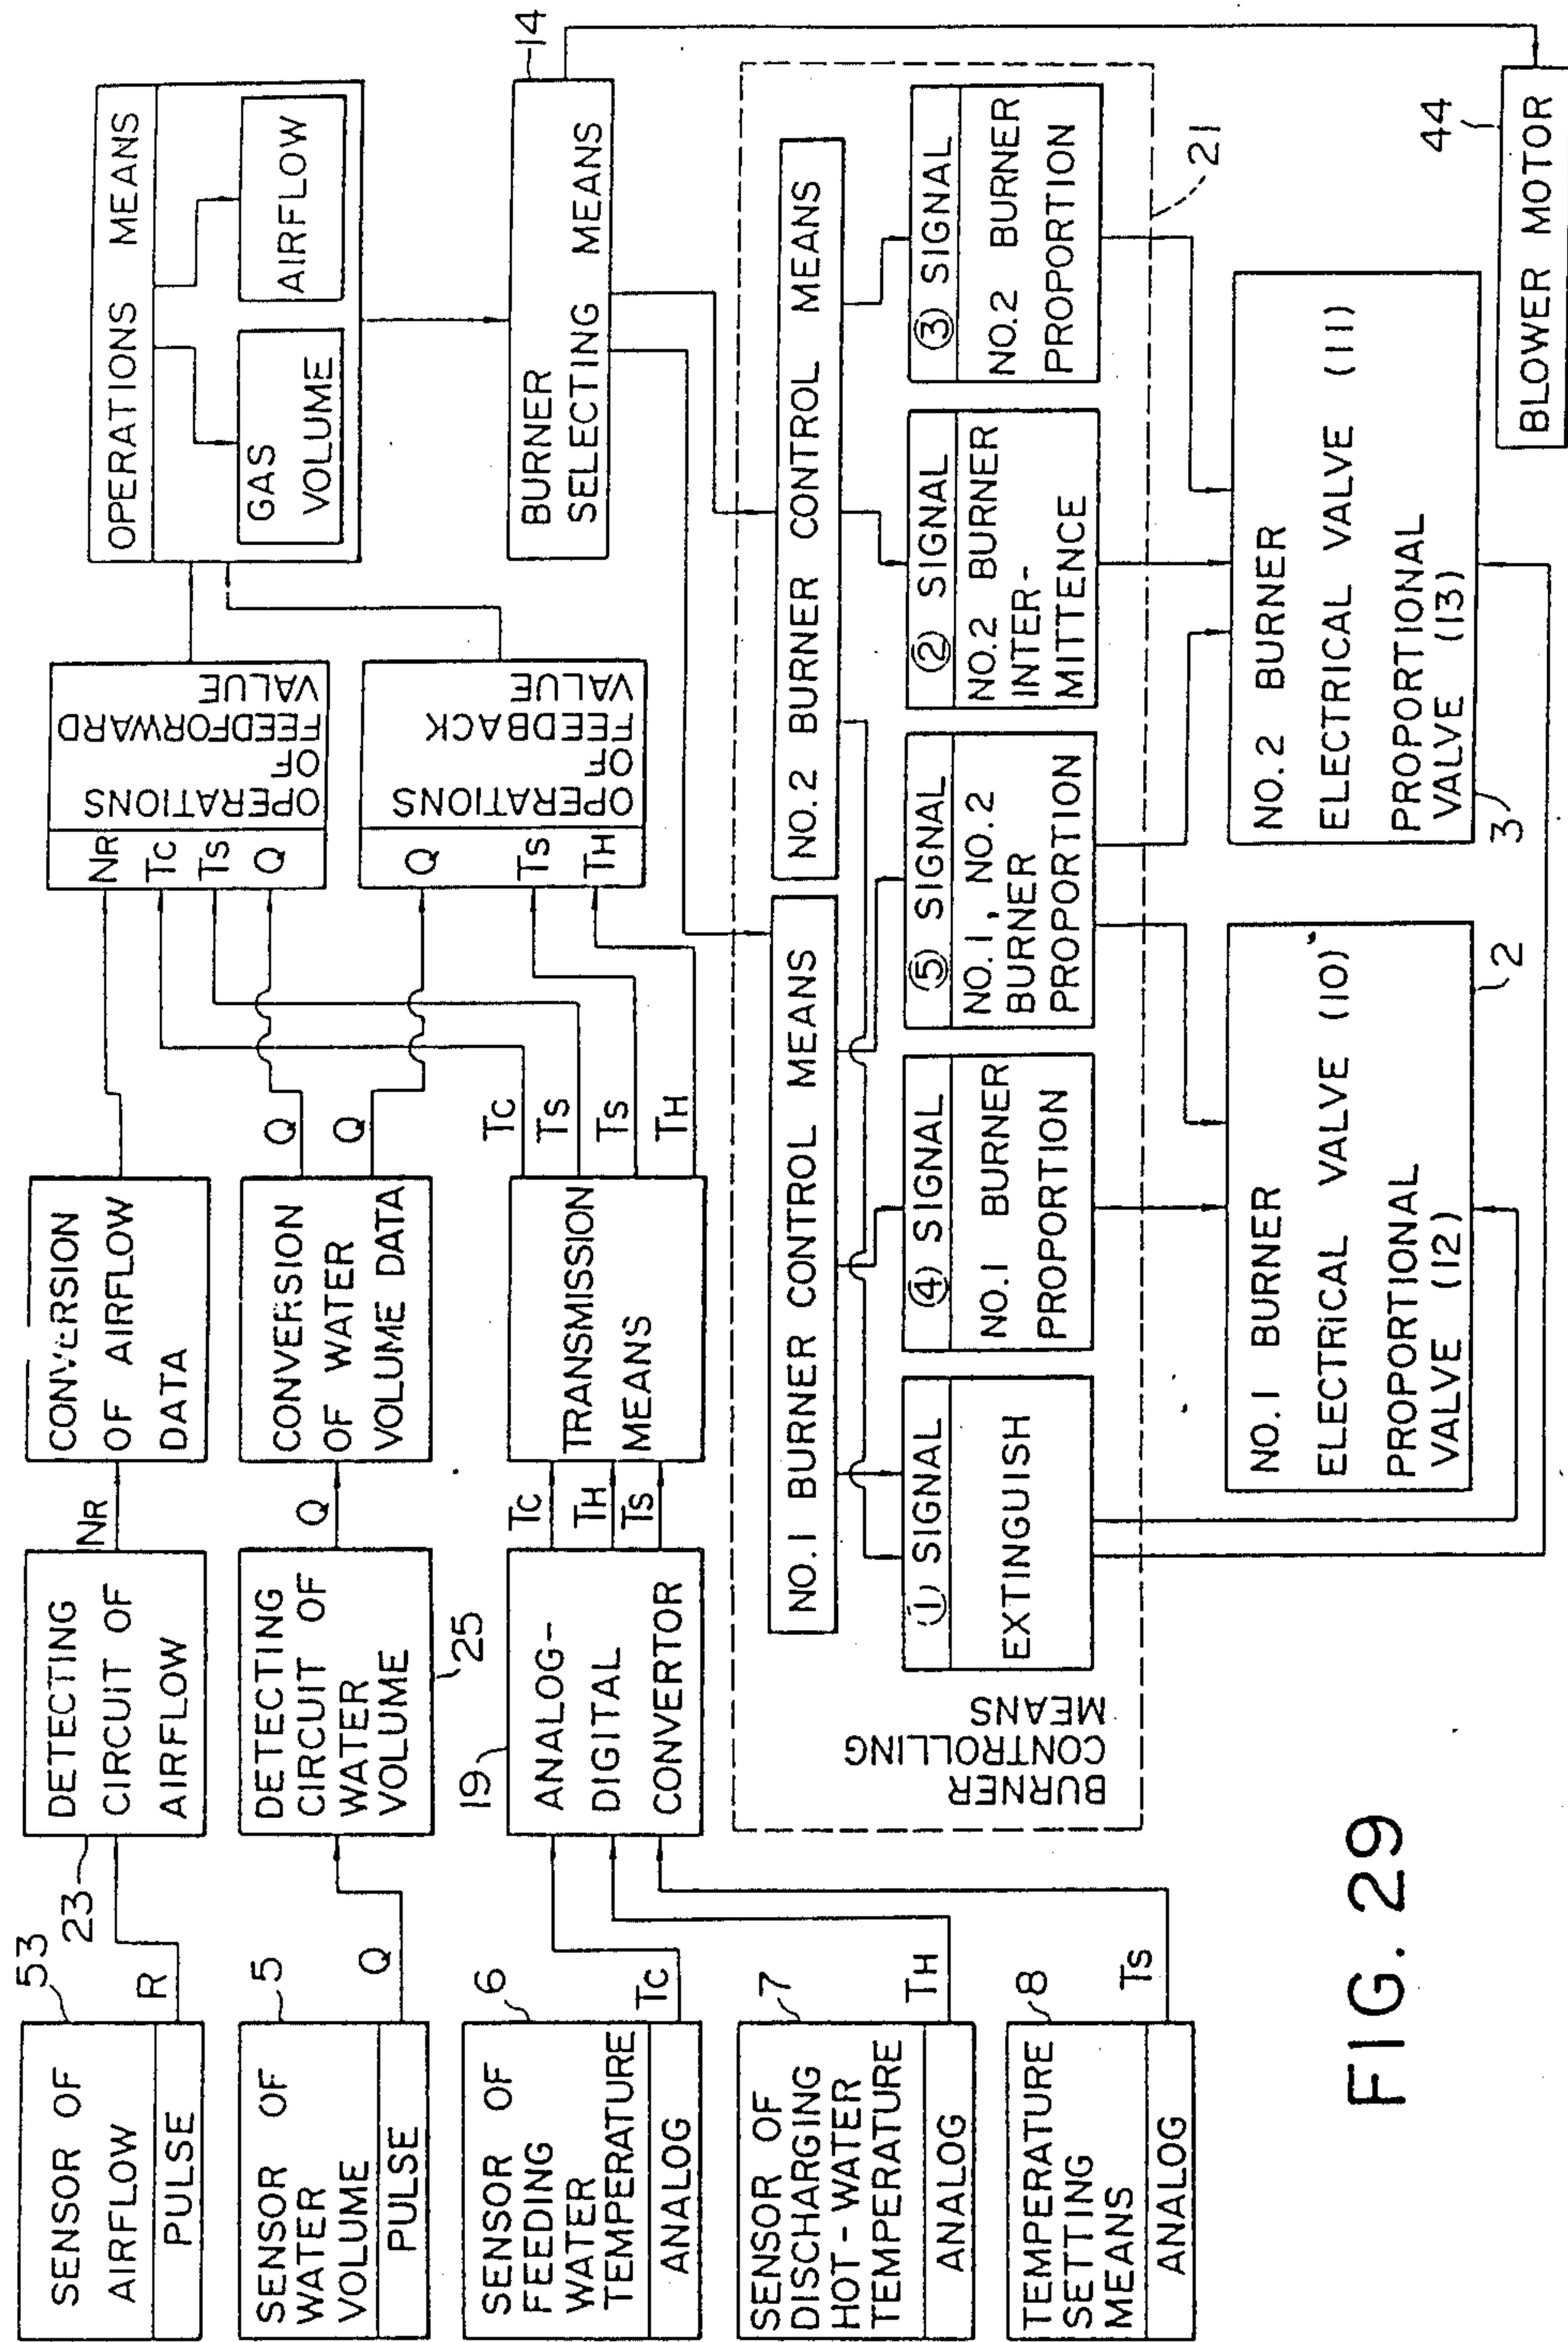 SENSOR OF
AIRFLOW
PULSE
53
R
SENSOR OF
WATER
VOLUME
PULSE
5
Q
SENSOR OF
FEEDING
WATER
TEMPERATURE
ANALOG
6
TC
SENSOR OF
DISCHARGING
HOT-WATER
TEMPERATURE
ANALOG
7
TH
TEMPERATURE
SETTING
MEANS
ANALOG
8
TS
23
DETECTING
CIRCUIT OF
AIRFLOW
NR
DETECTING
CIRCUIT OF
WATER
VOLUME
25
Q
19
ANALOG-
DIGITAL
CONVERTOR
TC
TH
TS
CONVERSION
OF AIRFLOW
DATA
CONVERSION
OF WATER
VOLUME DATA
Q
Q
TRANSMISSION
MEANS
TC
TS
TS
TH
NR
TC
TS
Q
OPERATIONS
OF
FEEDFORWARD
VALUE
Q
TS
TH
OPERATIONS
OF
FEEDBACK
VALUE
OPERATIONS MEANS
GAS
VOLUME
AIRFLOW
BURNER
SELECTING MEANS
14
BURNER
CONTROLLING
MEANS
NO.1 BURNER CONTROL MEANS
NO.2 BURNER CONTROL MEANS
① SIGNAL
EXTINGUISH
④ SIGNAL
NO.1 BURNER
PROPORTION
⑤ SIGNAL
NO.1, NO.2
BURNER
PROPORTION
② SIGNAL
NO.2 BURNER
INTER-
MITTENCE
③ SIGNAL
NO.2 BURNER
PROPORTION
21
NO.1 BURNER
ELECTRICAL VALVE (10)
PROPORTIONAL
VALVE (12)
2
NO.2 BURNER
ELECTRICAL VALVE (11)
PROPORTIONAL
VALVE (13)
3
44
BLOWER MOTOR
FIG. 29